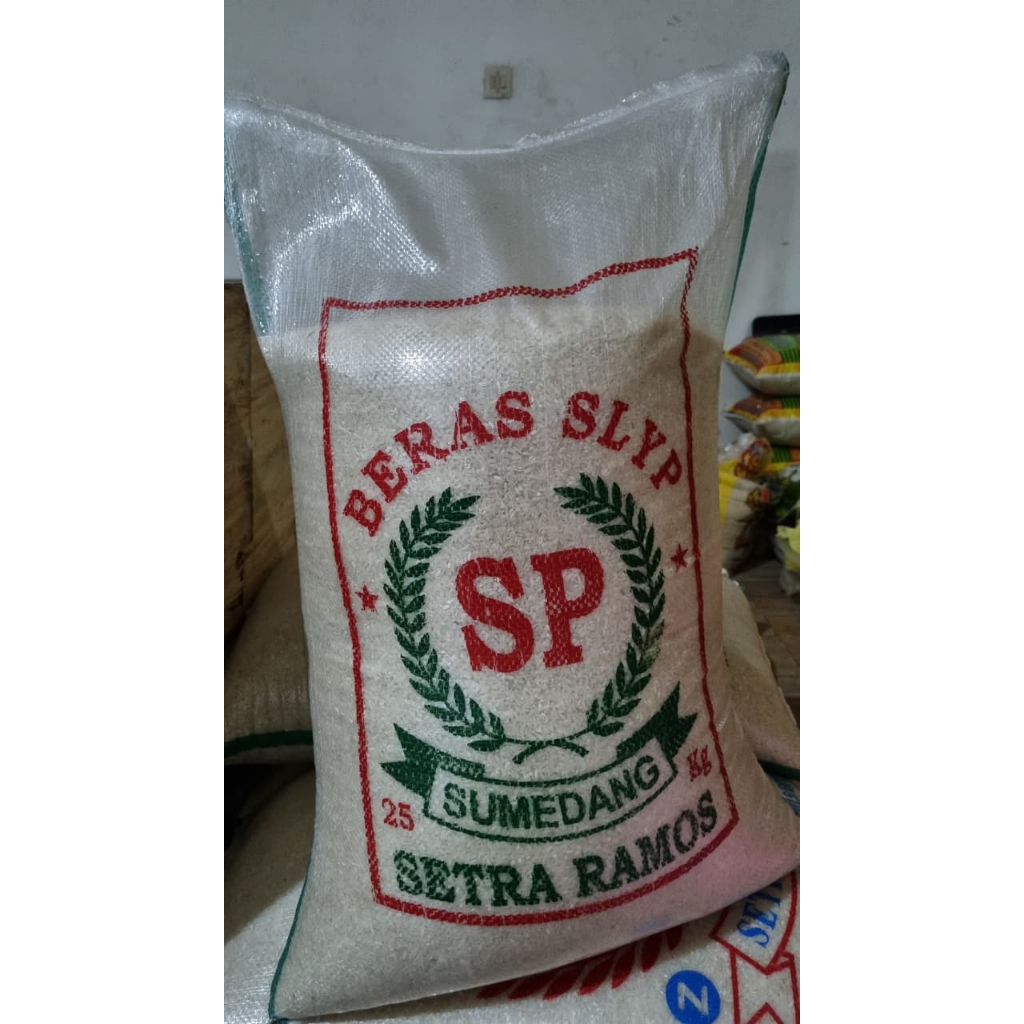 BERAS SLYP
SP
SUMEDANG
25 Kg
SETRA RAMOS
Z